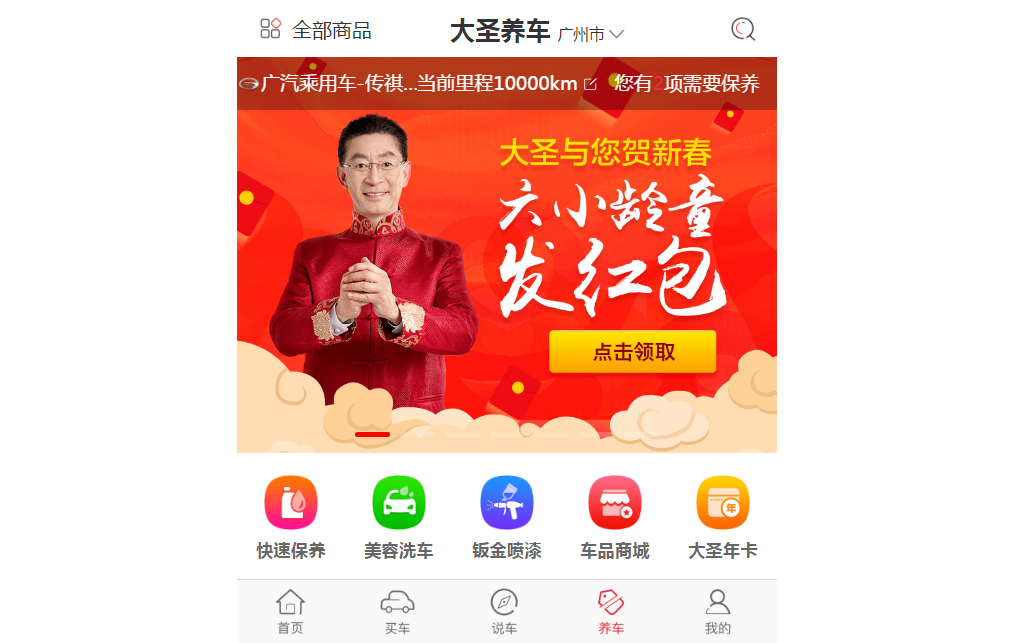 全部商品
大圣养车 广州市
广汽乘用车-传祺...当前里程10000km 您有2项需要保养
大圣与您贺新春
六小龄童
发红包
点击领取
快速保养 美容洗车 钣金喷漆 车品商城 大圣年卡
年
首页 买车 说车 养车 我的